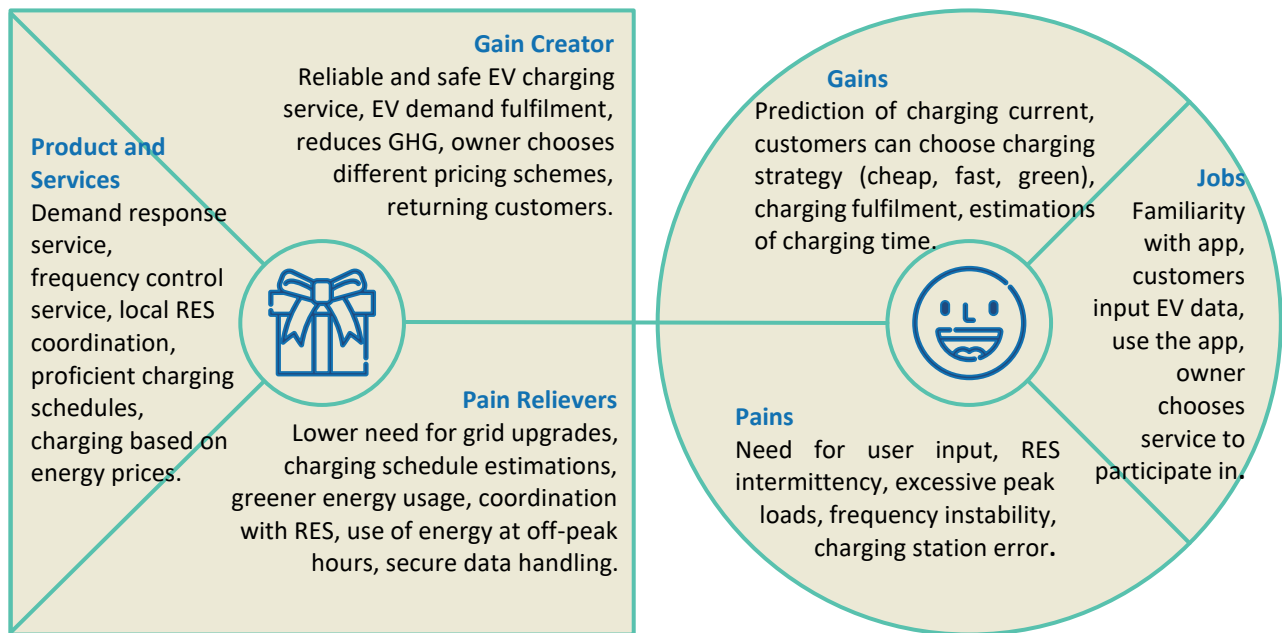 Gain Creator
Reliable and safe EV charging
service, EV demand fulfilment,
reduces GHG, owner chooses
different pricing schemes,
returning customers.
Product and
Services
Demand response
service,
frequency control
service, local RES
coordination,
proficient charging
schedules,
charging based on
energy prices.
Pain Relievers
Lower need for grid upgrades,
charging schedule estimations,
greener energy usage, coordination
with RES, use of energy at off-peak
hours, secure data handling.
Gains
Prediction of charging current,
customers can choose charging
strategy (cheap, fast, green),
charging fulfilment, estimations
of charging time.
Jobs
Familiarity
with app,
customers
input EV data,
use the app,
owner
chooses
service to
participate in.
Pains
Need for user input, RES
intermittency, excessive peak
loads, frequency instability,
charging station error.